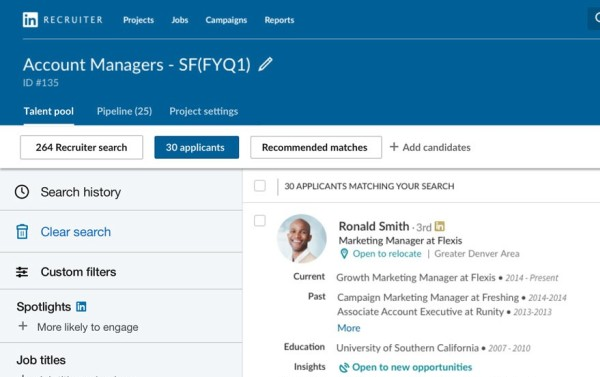 in RECRUITER Projects Jobs Campaigns Reports
Account Managers - SF(FYQ1)
ID #135
Talent pool Pipeline (25) Project settings
264 Recruiter search 30 applicants Recommended matches + Add candidates
Search history
Clear search
Custom filters
Spotlights in
+ More likely to engage
Job titles
30 APPLICANTS MATCHING YOUR SEARCH
Ronald Smith · 3rd in
Marketing Manager at Flexis
Open to relocate | Greater Denver Area
Current Growth Marketing Manager at Flexis • 2014 - Present
Past Campaign Marketing Manager at Freshing • 2014-2014
Associate Account Executive at Runity • 2013-2013
More
Education University of Southern California • 2007 - 2010
Insights Open to new opportunities